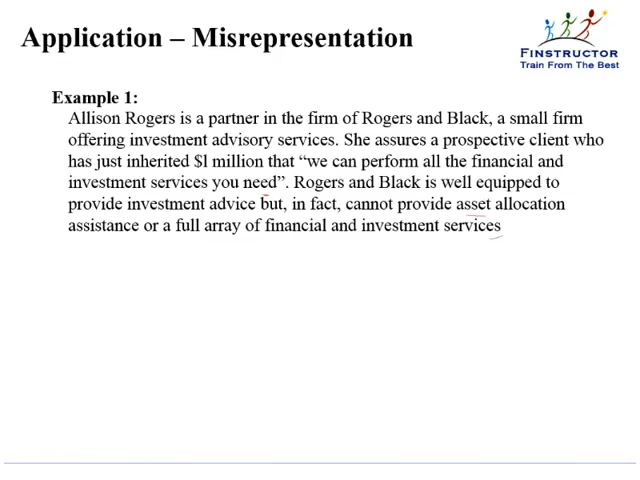 Application – Misrepresentation
FINSTRUCTOR
Train From The Best
Example 1:
Allison Rogers is a partner in the firm of Rogers and Black, a small firm
offering investment advisory services. She assures a prospective client who
has just inherited $1 million that “we can perform all the financial and
investment services you need”. Rogers and Black is well equipped to
provide investment advice but, in fact, cannot provide asset allocation
assistance or a full array of financial and investment services